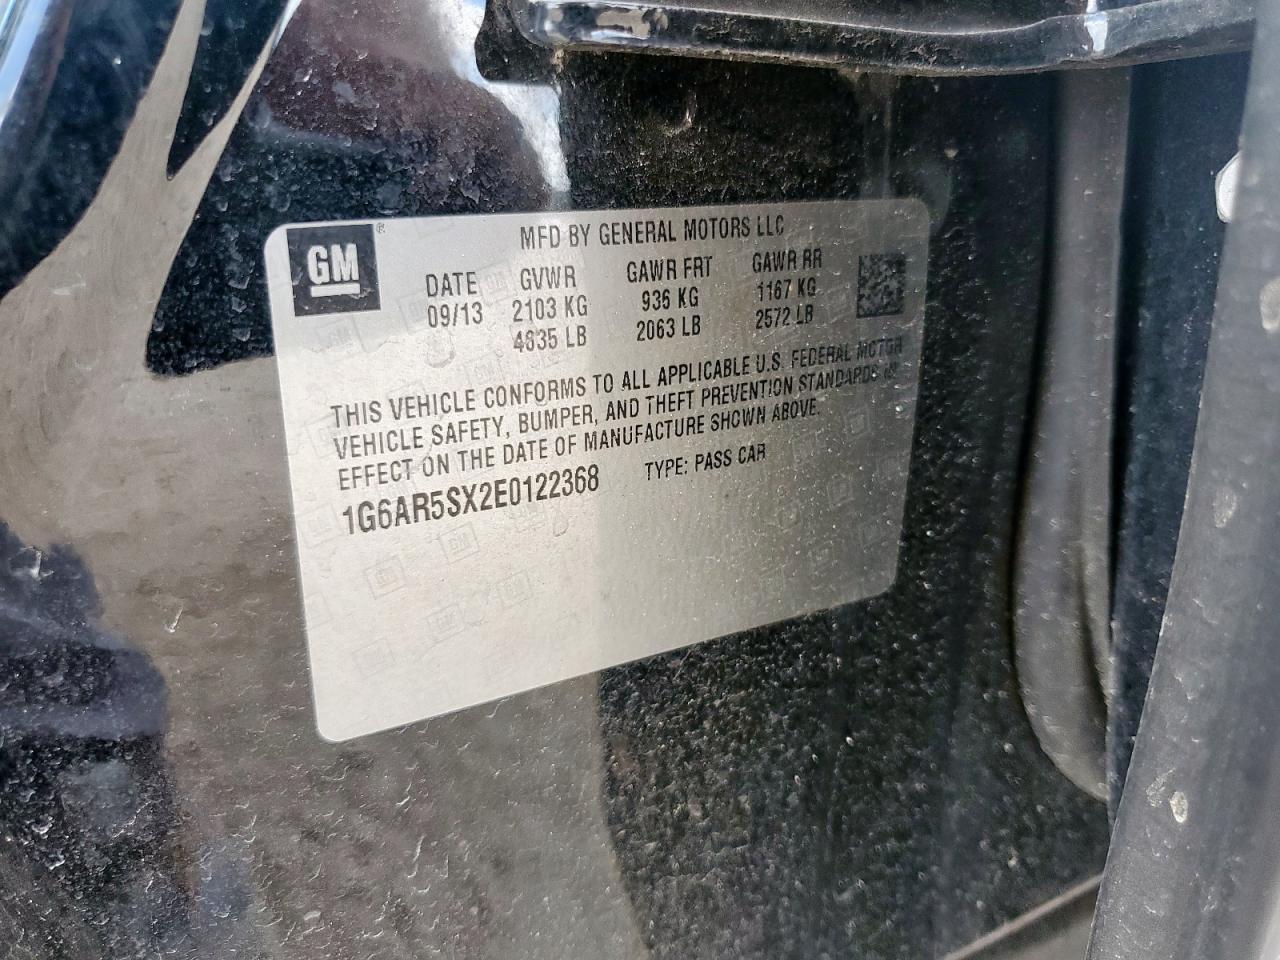 GM
MFD BY GENERAL MOTORS LLC
DATE GVWR GAWR FRT GAWR RR
09/13 2103 KG 936 KG 1167 KG
4635 LB 2063 LB 2572 LB
THIS VEHICLE CONFORMS TO ALL APPLICABLE U.S. FEDERAL MOTOR
VEHICLE SAFETY, BUMPER, AND THEFT PREVENTION STANDARDS IN
EFFECT ON THE DATE OF MANUFACTURE SHOWN ABOVE.
1G6AR5SX2E0122368 TYPE: PASS CAR